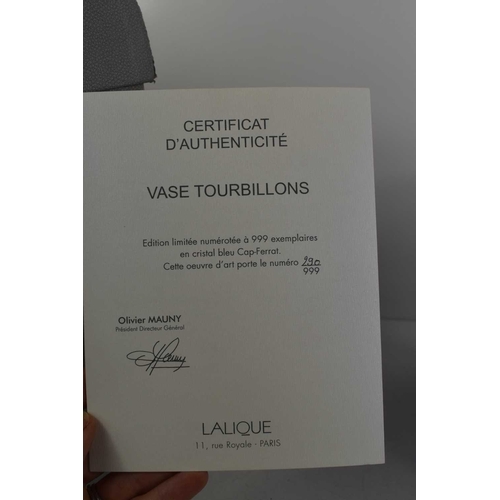 CERTIFICAT
D'AUTHENTICITÉ
VASE TOURBILLONS
Edition limitée numérotée à 999 exemplaires
en cristal bleu Cap-Ferrat.
Cette oeuvre d'art porte le numéro 290
999
Olivier MAUNY
Président Directeur Général
LALIQUE
11, rue Royale - PARIS